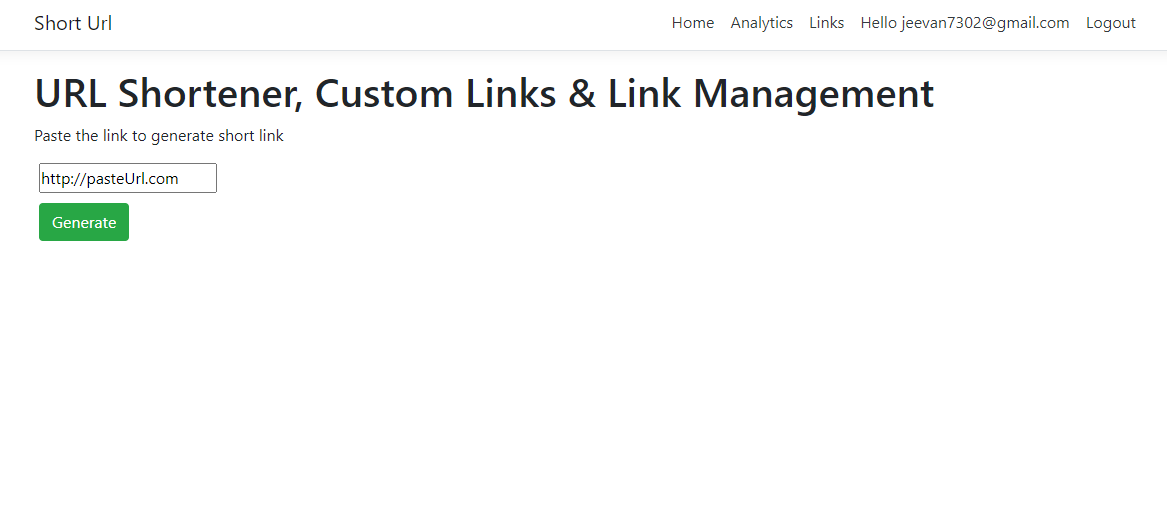 Short Url Home Analytics Links Hello jeevan7302@gmail.com Logout
URL Shortener, Custom Links & Link Management
Paste the link to generate short link
http://pasteUrl.com
Generate